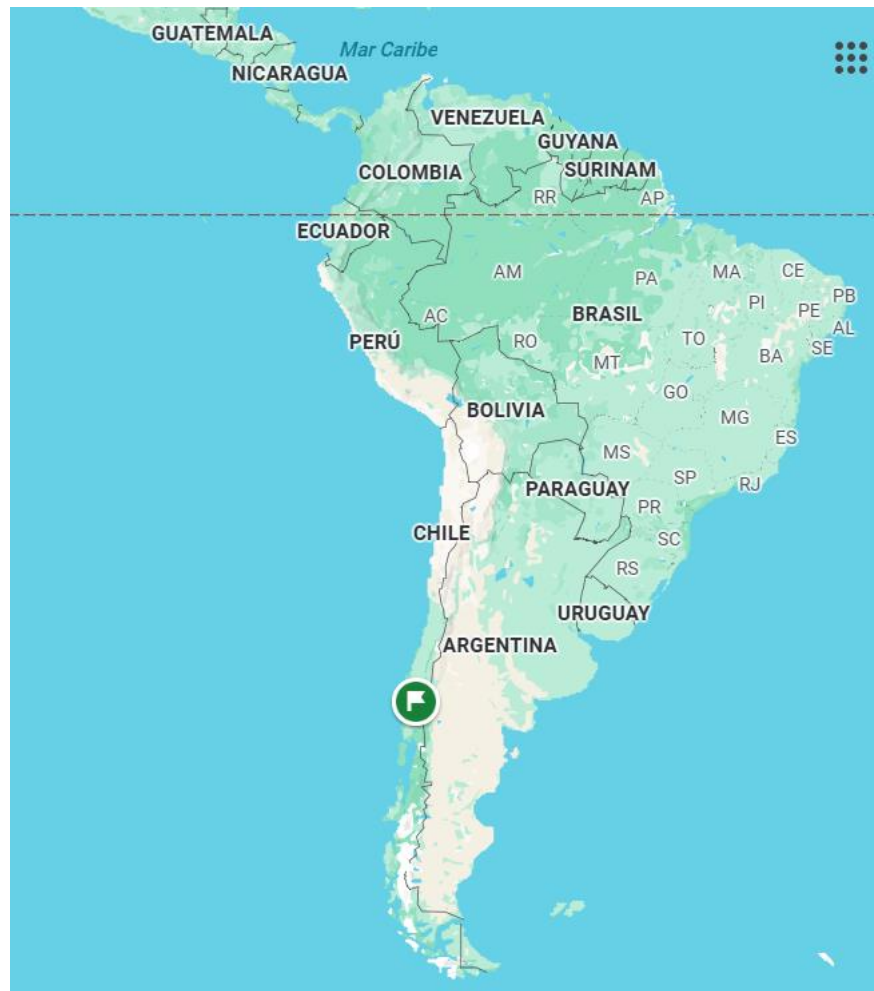 GUATEMALA
Mar Caribe
NICARAGUA
VENEZUELA
GUYANA
COLOMBIA
SURINAM
RR
AP
ECUADOR
AM
PA
MA
CE
PI
PB
PE
AC
BRASIL
AL
PERÚ
RO
TO
SE
MT
BA
GO
BOLIVIA
MG
ES
MS
PARAGUAY
SP
RJ
PR
CHILE
SC
RS
URUGUAY
ARGENTINA